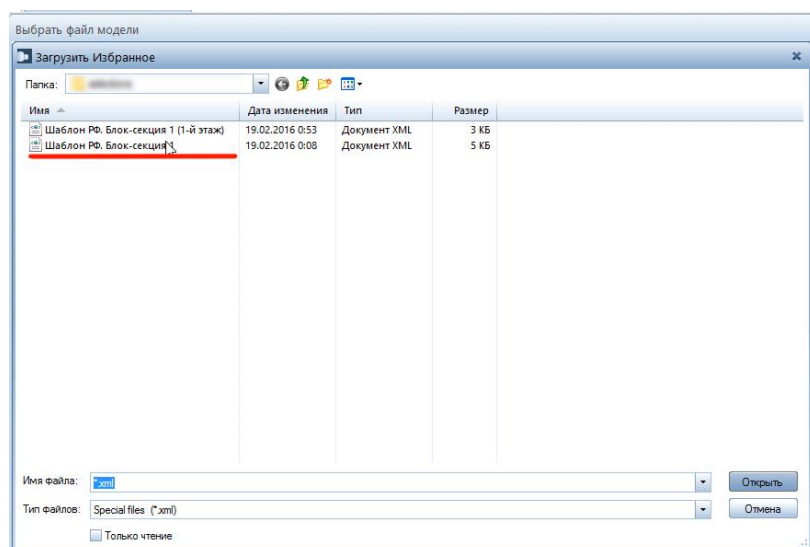 Выбрать файл модели
Загрузить Избранное
Папка:
Имя Дата изменения Тип Размер
Шаблон РФ. Блок-секция 1 (1-й этаж) 19.02.2016 0:53 Документ XML 3 КБ
Шаблон РФ. Блок-секция 1 19.02.2016 0:08 Документ XML 5 КБ
Имя файла: *.xml Открыть
Тип файлов: Special files (*.xml) Отмена
Только чтение